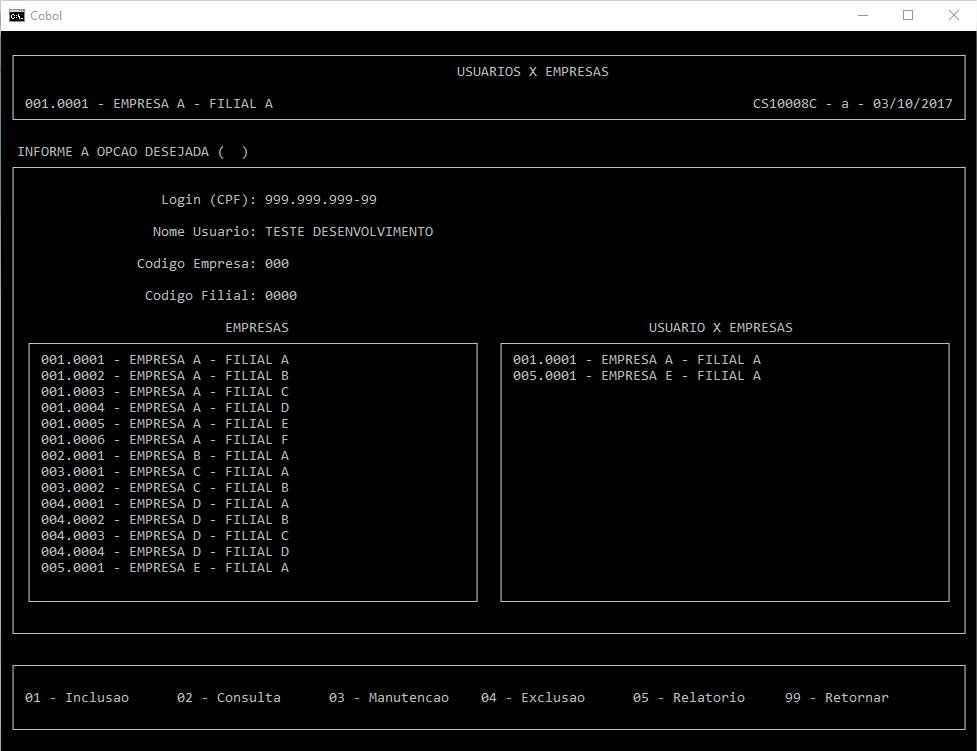 Cobol
USUARIOS X EMPRESAS
001.0001 - EMPRESA A - FILIAL A CS10008C - a - 03/10/2017
INFORME A OPCAO DESEJADA (  )
Login (CPF): 999.999.999-99
Nome Usuario: TESTE DESENVOLVIMENTO
Codigo Empresa: 000
Codigo Filial: 0000
EMPRESAS
001.0001 - EMPRESA A - FILIAL A
001.0002 - EMPRESA A - FILIAL B
001.0003 - EMPRESA A - FILIAL C
001.0004 - EMPRESA A - FILIAL D
001.0005 - EMPRESA A - FILIAL E
001.0006 - EMPRESA A - FILIAL F
002.0001 - EMPRESA B - FILIAL A
003.0001 - EMPRESA C - FILIAL A
003.0002 - EMPRESA C - FILIAL B
004.0001 - EMPRESA D - FILIAL A
004.0002 - EMPRESA D - FILIAL B
004.0003 - EMPRESA D - FILIAL C
004.0004 - EMPRESA D - FILIAL D
005.0001 - EMPRESA E - FILIAL A
USUARIO X EMPRESAS
001.0001 - EMPRESA A - FILIAL A
005.0001 - EMPRESA E - FILIAL A
01 - Inclusao 02 - Consulta 03 - Manutencao 04 - Exclusao 05 - Relatorio 99 - Retornar